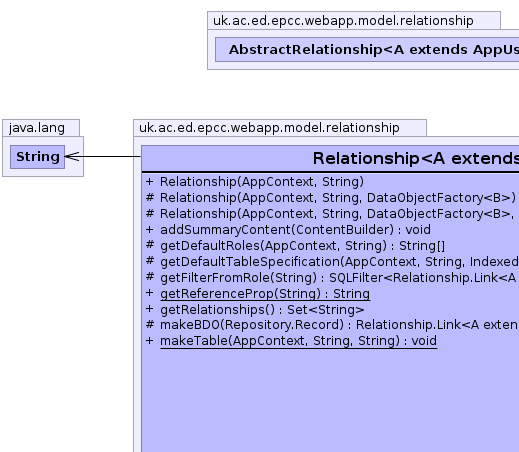 uk.ac.ed.epcc.webapp.model.relationship
AbstractRelationship<A extends AppUs
java.lang
String
uk.ac.ed.epcc.webapp.model.relationship
Relationship<A extends
+ Relationship(AppContext, String)
# Relationship(AppContext, String, DataObjectFactory<B>)
# Relationship(AppContext, String, DataObjectFactory<B>,
+ addSummaryContent(ContentBuilder) : void
# getDefaultRoles(AppContext, String) : String[]
# getDefaultTableSpecification(AppContext, String, Indexed
# getFilterFromRole(String) : SQLFilter<Relationship.Link<A
+ getReferenceProp(String) : String
+ getRelationships() : Set<String>
# makeBDO(Repository.Record) : Relationship.Link<A exten
+ makeTable(AppContext, String, String) : void